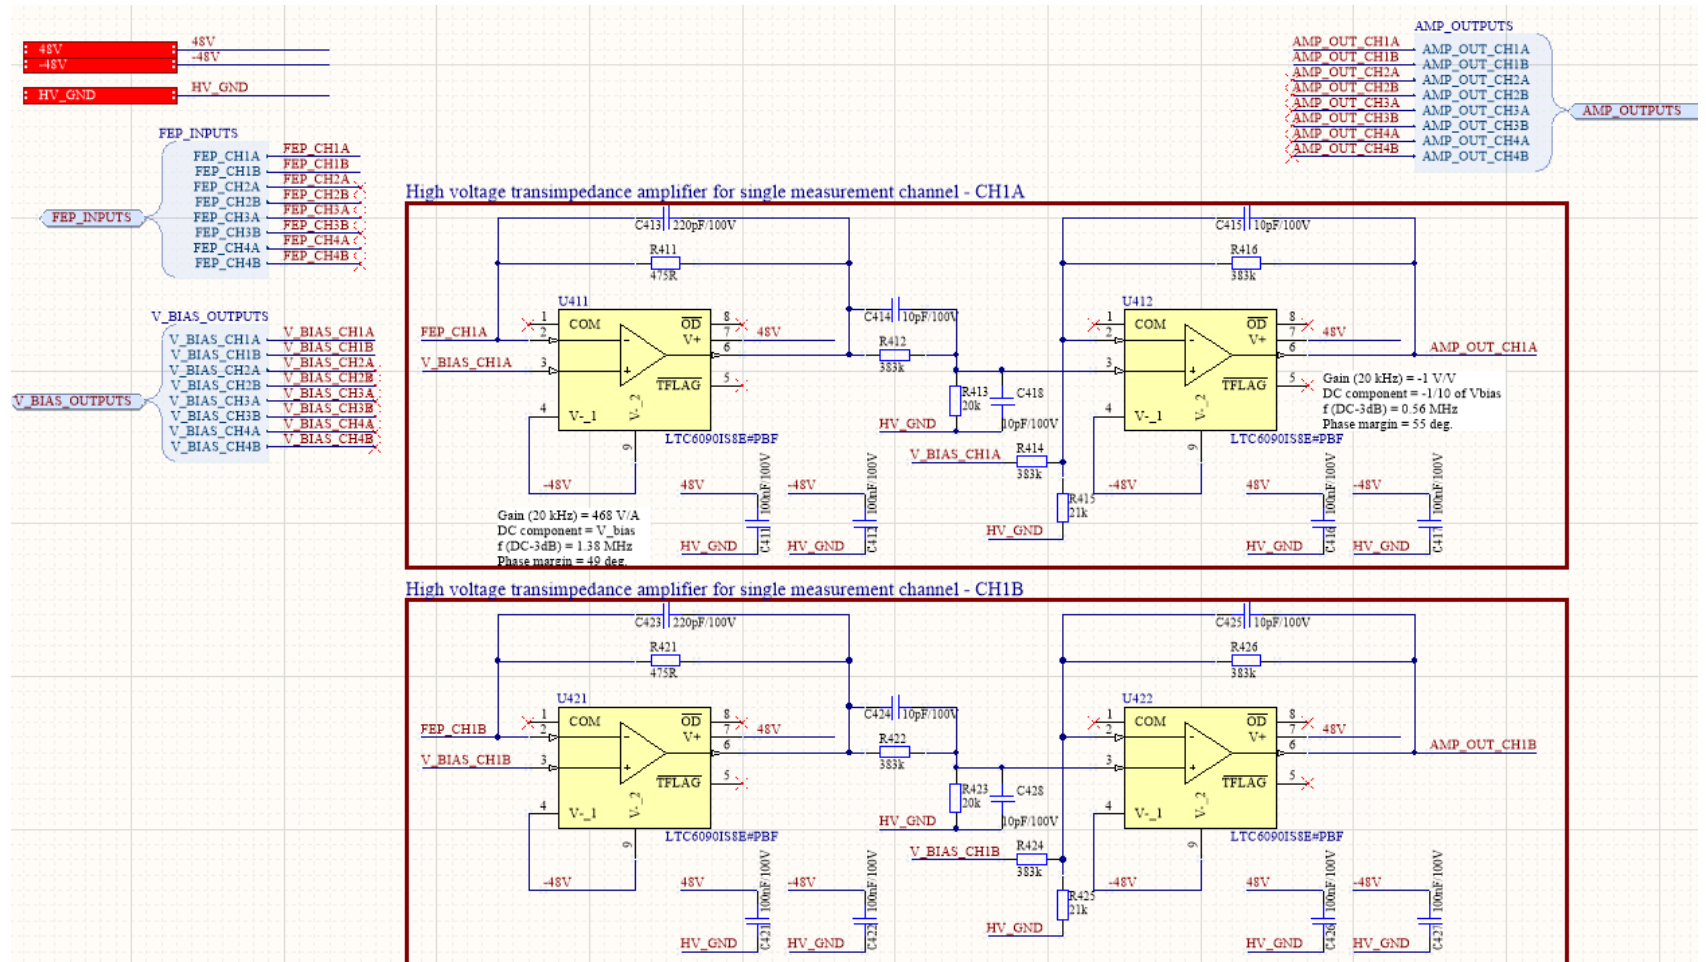 48V
48V
-48V
-48V
HV_GND
HV_GND
FEP_INPUTS
FEP_INPUTS
FEP_CH1A FEP_CH1A
FEP_CH1B FEP_CH1B
FEP_CH2A FEP_CH2A
FEP_CH2B FEP_CH2B
FEP_CH3A FEP_CH3A
FEP_CH3B FEP_CH3B
FEP_CH4A FEP_CH4A
FEP_CH4B FEP_CH4B
V_BIAS_OUTPUTS
V_BIAS_OUTPUTS
V_BIAS_CH1A V_BIAS_CH1A
V_BIAS_CH1B V_BIAS_CH1B
V_BIAS_CH2A V_BIAS_CH2A
V_BIAS_CH2B V_BIAS_CH2B
V_BIAS_CH3A V_BIAS_CH3A
V_BIAS_CH3B V_BIAS_CH3B
V_BIAS_CH4A V_BIAS_CH4A
V_BIAS_CH4B V_BIAS_CH4B
AMP_OUTPUTS
AMP_OUT_CH1A AMP_OUT_CH1A
AMP_OUT_CH1B AMP_OUT_CH1B
AMP_OUT_CH2A AMP_OUT_CH2A
AMP_OUT_CH2B AMP_OUT_CH2B
AMP_OUT_CH3A AMP_OUT_CH3A
AMP_OUT_CH3B AMP_OUT_CH3B
AMP_OUT_CH4A AMP_OUT_CH4A
AMP_OUT_CH4B AMP_OUT_CH4B
AMP_OUTPUTS
High voltage transimpedance amplifier for single measurement channel - CH1A
C413 220pF/100V
R411
475R
U411
FEP_CH1A
V_BIAS_CH1A
1 COM
2 -
3 +
4 V-_1
V-_2
9
OD 8
V+ 7
6
TFLAG 5
48V
LTC6090IS8E#PBF
-48V
48V
HV_GND
C411 100nF/100V
-48V
HV_GND
C412 100nF/100V
Gain (20 kHz) = 468 V/A
DC component = V_bias
f (DC-3dB) = 1.38 MHz
Phase margin = 49 deg.
C414 10pF/100V
R412
383k
R413
20k
C418
10pF/100V
HV_GND
V_BIAS_CH1A
R414
383k
R415
21k
HV_GND
C415 10pF/100V
R416
383k
U412
1 COM
2 -
3 +
4 V-_1
V-_2
9
OD 8
V+ 7
6
TFLAG 5
48V
AMP_OUT_CH1A
Gain (20 kHz) = -1 V/V
DC component = -1/10 of Vbias
f (DC-3dB) = 0.56 MHz
Phase margin = 55 deg.
LTC6090IS8E#PBF
-48V
48V
HV_GND
C416 100nF/100V
-48V
HV_GND
C417 100nF/100V
High voltage transimpedance amplifier for single measurement channel - CH1B
C423 220pF/100V
R421
475R
U421
FEP_CH1B
V_BIAS_CH1B
1 COM
2 -
3 +
4 V-_1
V-_2
9
OD 8
V+ 7
6
TFLAG 5
48V
LTC6090IS8E#PBF
-48V
48V
HV_GND
C421 100nF/100V
-48V
HV_GND
C422 100nF/100V
C424 10pF/100V
R422
383k
R423
20k
C428
10pF/100V
HV_GND
V_BIAS_CH1B
R424
383k
R425
21k
HV_GND
C425 10pF/100V
R426
383k
U422
1 COM
2 -
3 +
4 V-_1
V-_2
9
OD 8
V+ 7
6
TFLAG 5
48V
AMP_OUT_CH1B
LTC6090IS8E#PBF
-48V
48V
HV_GND
C426 100nF/100V
-48V
HV_GND
C427 100nF/100V